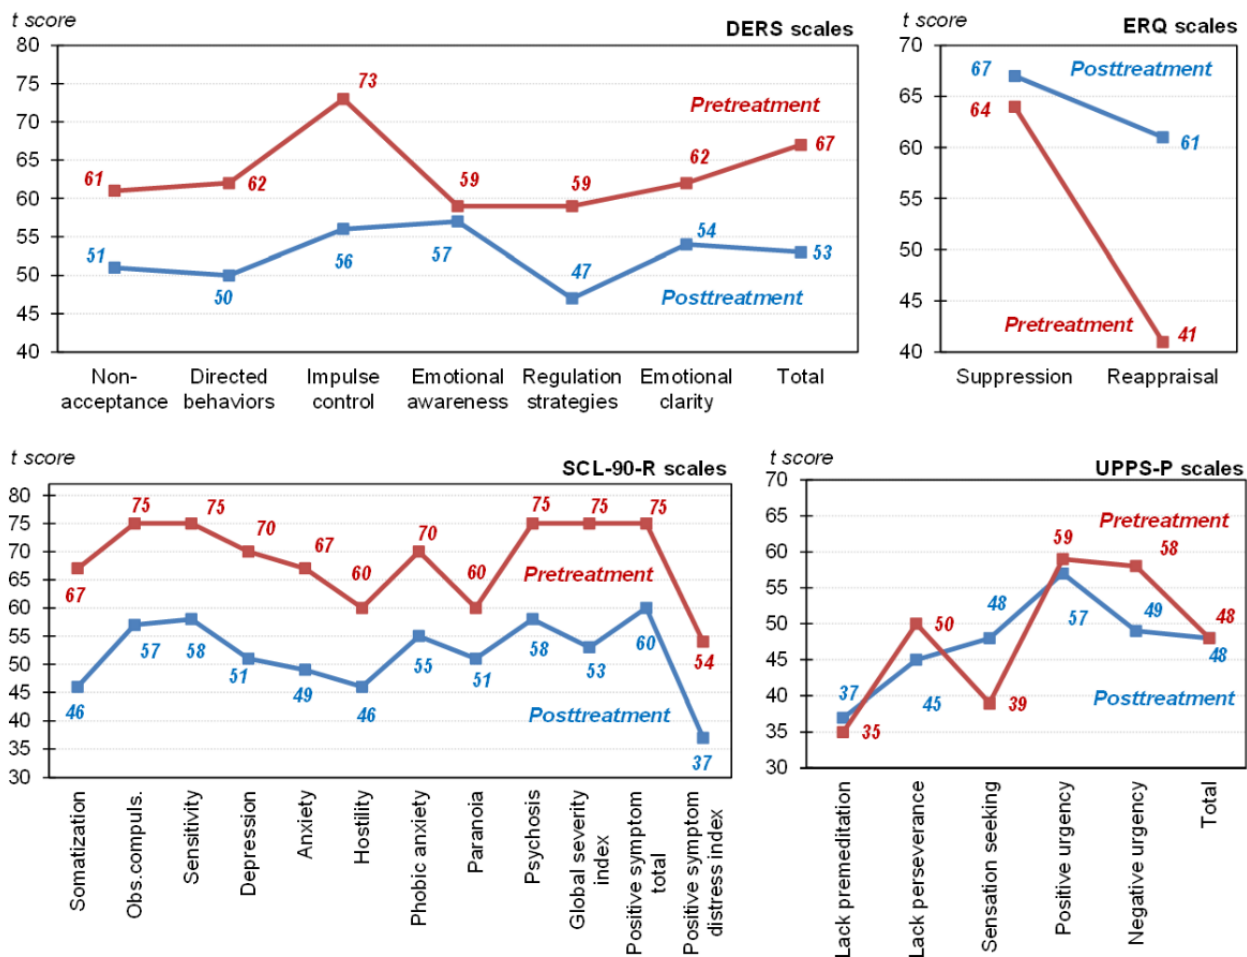 t score
DERS scales
80
75
70
65
60
55
50
45
40
73
Pretreatment
61
62
59
59
62
67
51
50
56
57
47
54
53
Posttreatment
Non-
acceptance
Directed
behaviors
Impulse
control
Emotional
awareness
Regulation
strategies
Emotional
clarity
Total
t score
ERQ scales
70
65
60
55
50
45
40
67
Posttreatment
64
61
Pretreatment
41
Suppression
Reappraisal
t score
SCL-90-R scales
80
75
70
65
60
55
50
45
40
35
30
67
75
75
70
67
60
70
60
75
75
75
54
Pretreatment
46
57
58
51
49
46
55
51
58
53
60
37
Posttreatment
Somatization
Obs.compuls.
Sensitivity
Depression
Anxiety
Hostility
Phobic anxiety
Paranoia
Psychosis
Global severity
index
Positive symptom
total
Positive symptom
distress index
t score
UPPS-P scales
70
65
60
55
50
45
40
35
30
Pretreatment
35
50
39
59
58
48
37
45
48
57
49
48
Posttreatment
Lack premeditation
Lack perseverance
Sensation seeking
Positive urgency
Negative urgency
Total